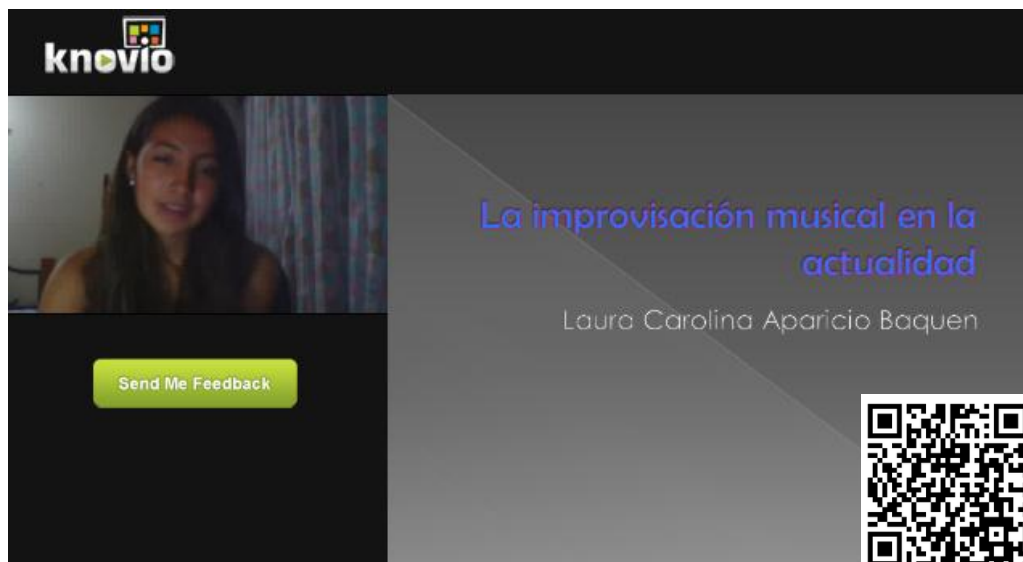 knovio
La improvisación musical en la
actualidad
Laura Carolina Aparicio Baquen
Send Me Feedback